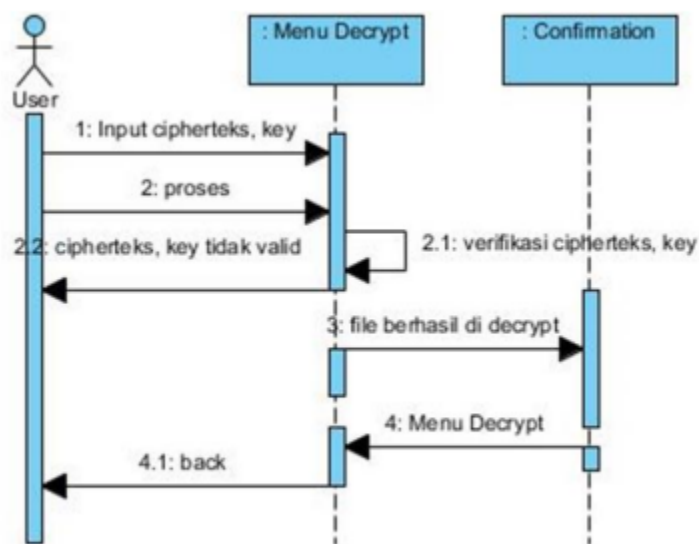 : Menu Decrypt
: Confirmation
User
1: Input cipherteks, key
2: proses
2.1: verifikasi cipherteks, key
2.2: cipherteks, key tidak valid
3: file berhasil di decrypt
4: Menu Decrypt
4.1: back